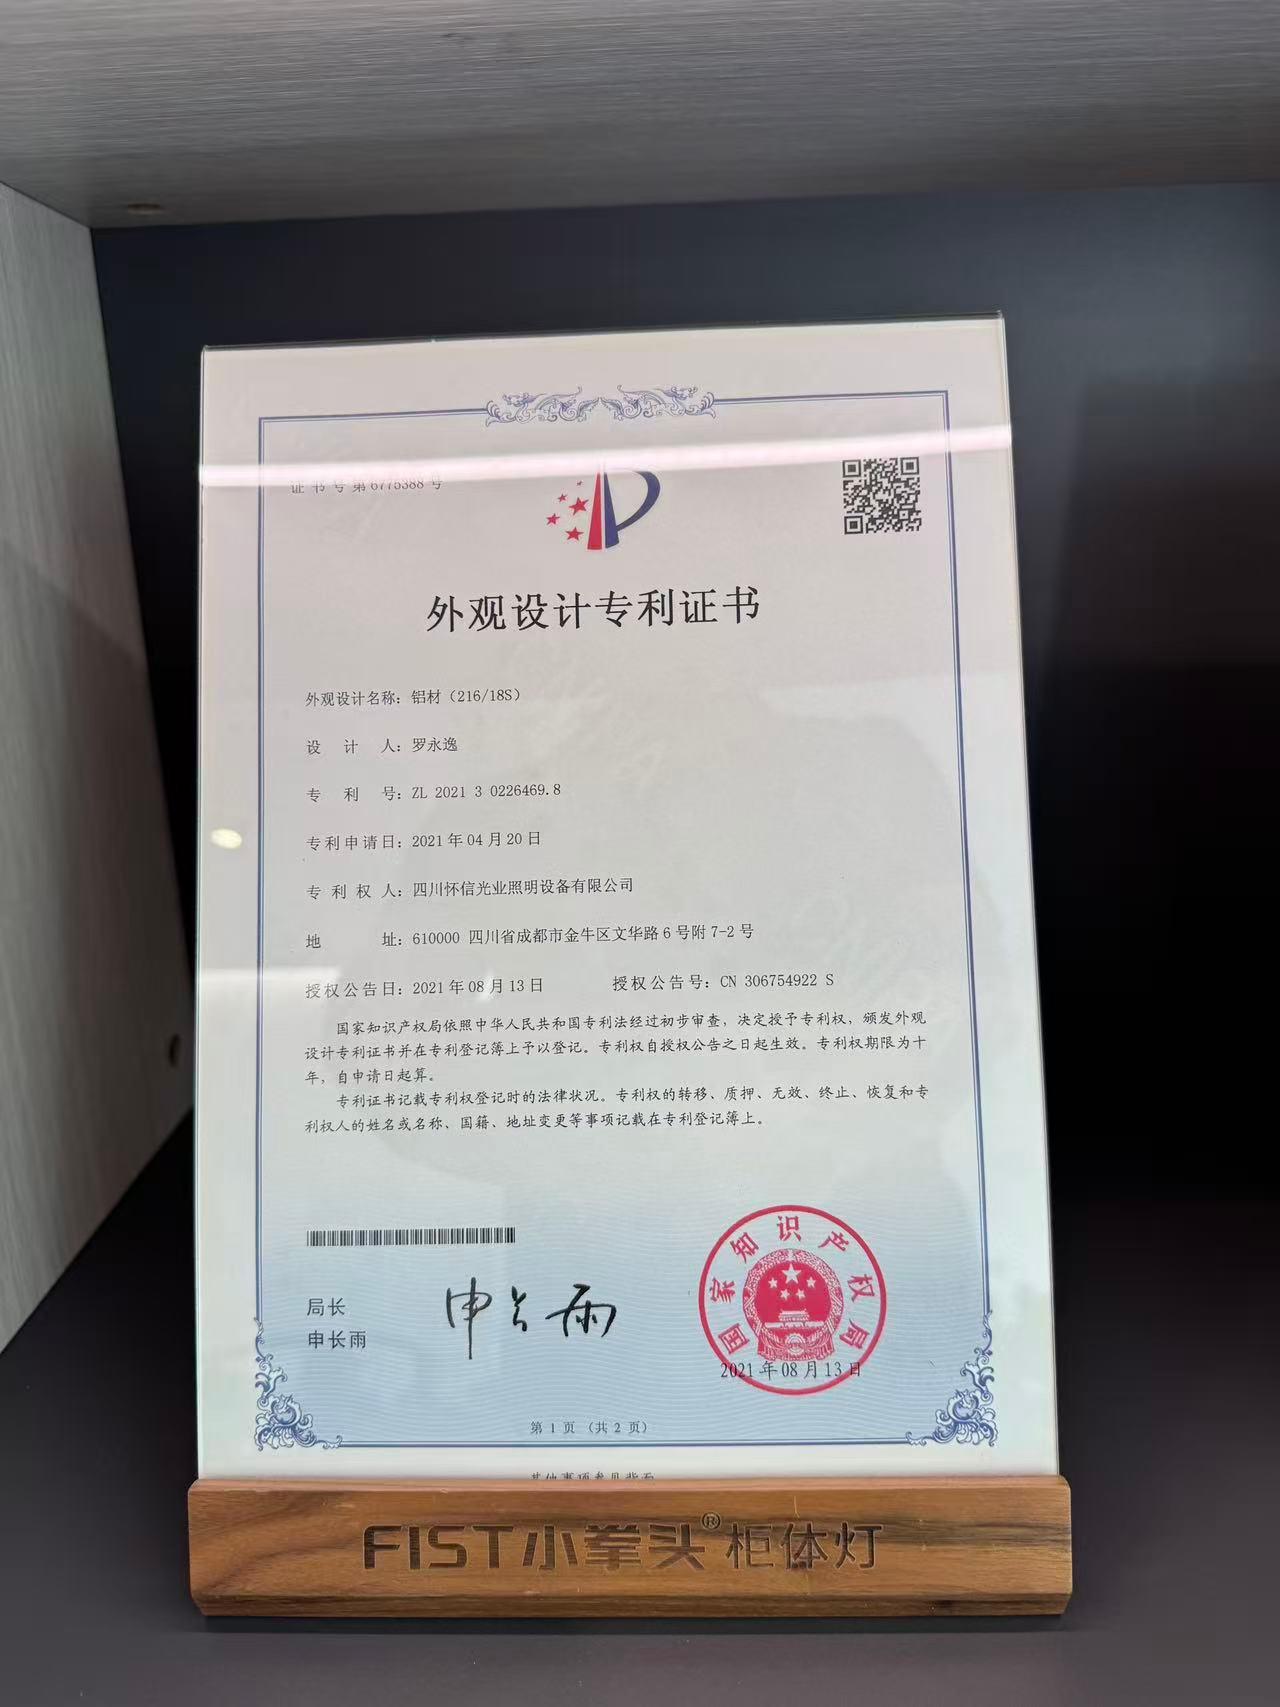 证书号第6775388号
外观设计专利证书
外观设计名称：铝材（216/18S）
设计人：罗永逸
专利号：ZL 2021 3 0226469.8
专利申请日：2021年04月20日
专利权人：四川怀信光业照明设备有限公司
地址：610000 四川省成都市金牛区文华路6号附7-2号
授权公告日：2021年08月13日 授权公告号：CN 306754922 S
国家知识产权局依照中华人民共和国专利法经过初步审查，决定授予专利权，颁发外观
设计专利证书并在专利登记簿上予以登记。专利权自授权公告之日起生效。专利权期限为十
年，自申请日起算。
专利证书记载专利权登记时的法律状况。专利权的转移、质押、无效、终止、恢复和专
利权人的姓名或名称、国籍、地址变更等事项记载在专利登记簿上。
局长
申长雨
申长雨
国家知识产权局
2021年08月13日
第1页（共2页）
其他事项参见背面
FIST小拳头®柜体灯